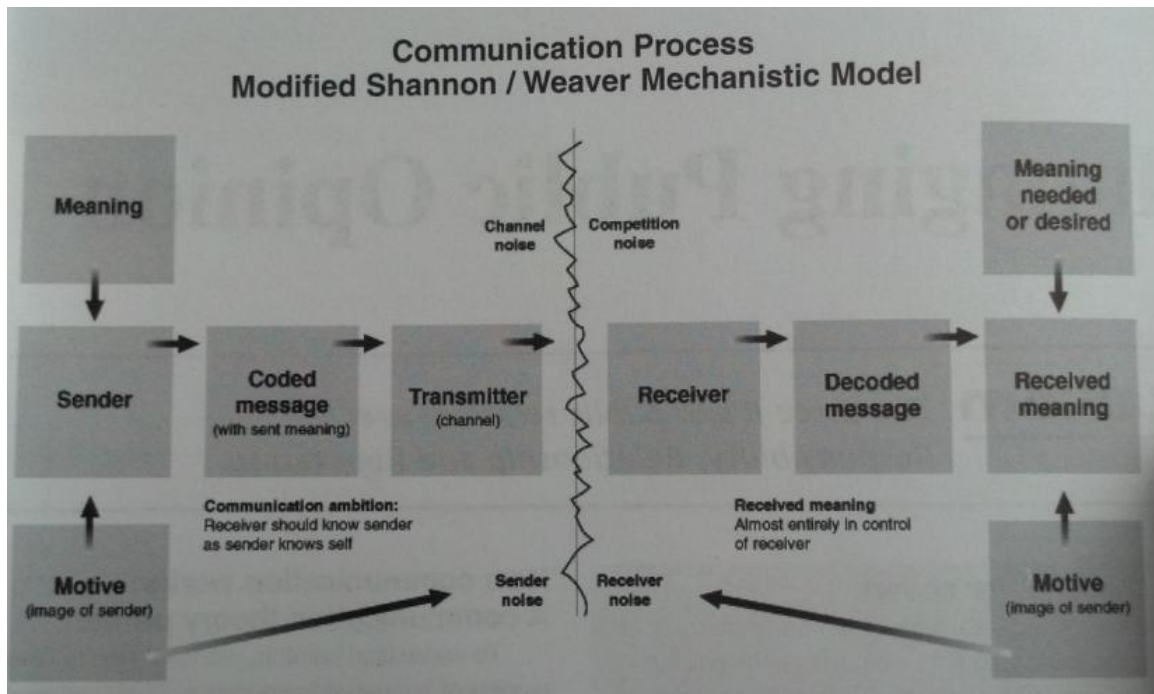 Communication Process
Modified Shannon / Weaver Mechanistic Model
Meaning
Meaning
needed
or desired
Channel
noise
Competition
noise
Sender
Coded
message
(with sent meaning)
Transmitter
(channel)
Receiver
Decoded
message
Received
meaning
Communication ambition:
Receiver should know sender
as sender knows self
Received meaning
Almost entirely in control
of receiver
Motive
(image of sender)
Sender
noise
Receiver
noise
Motive
(image of sender)